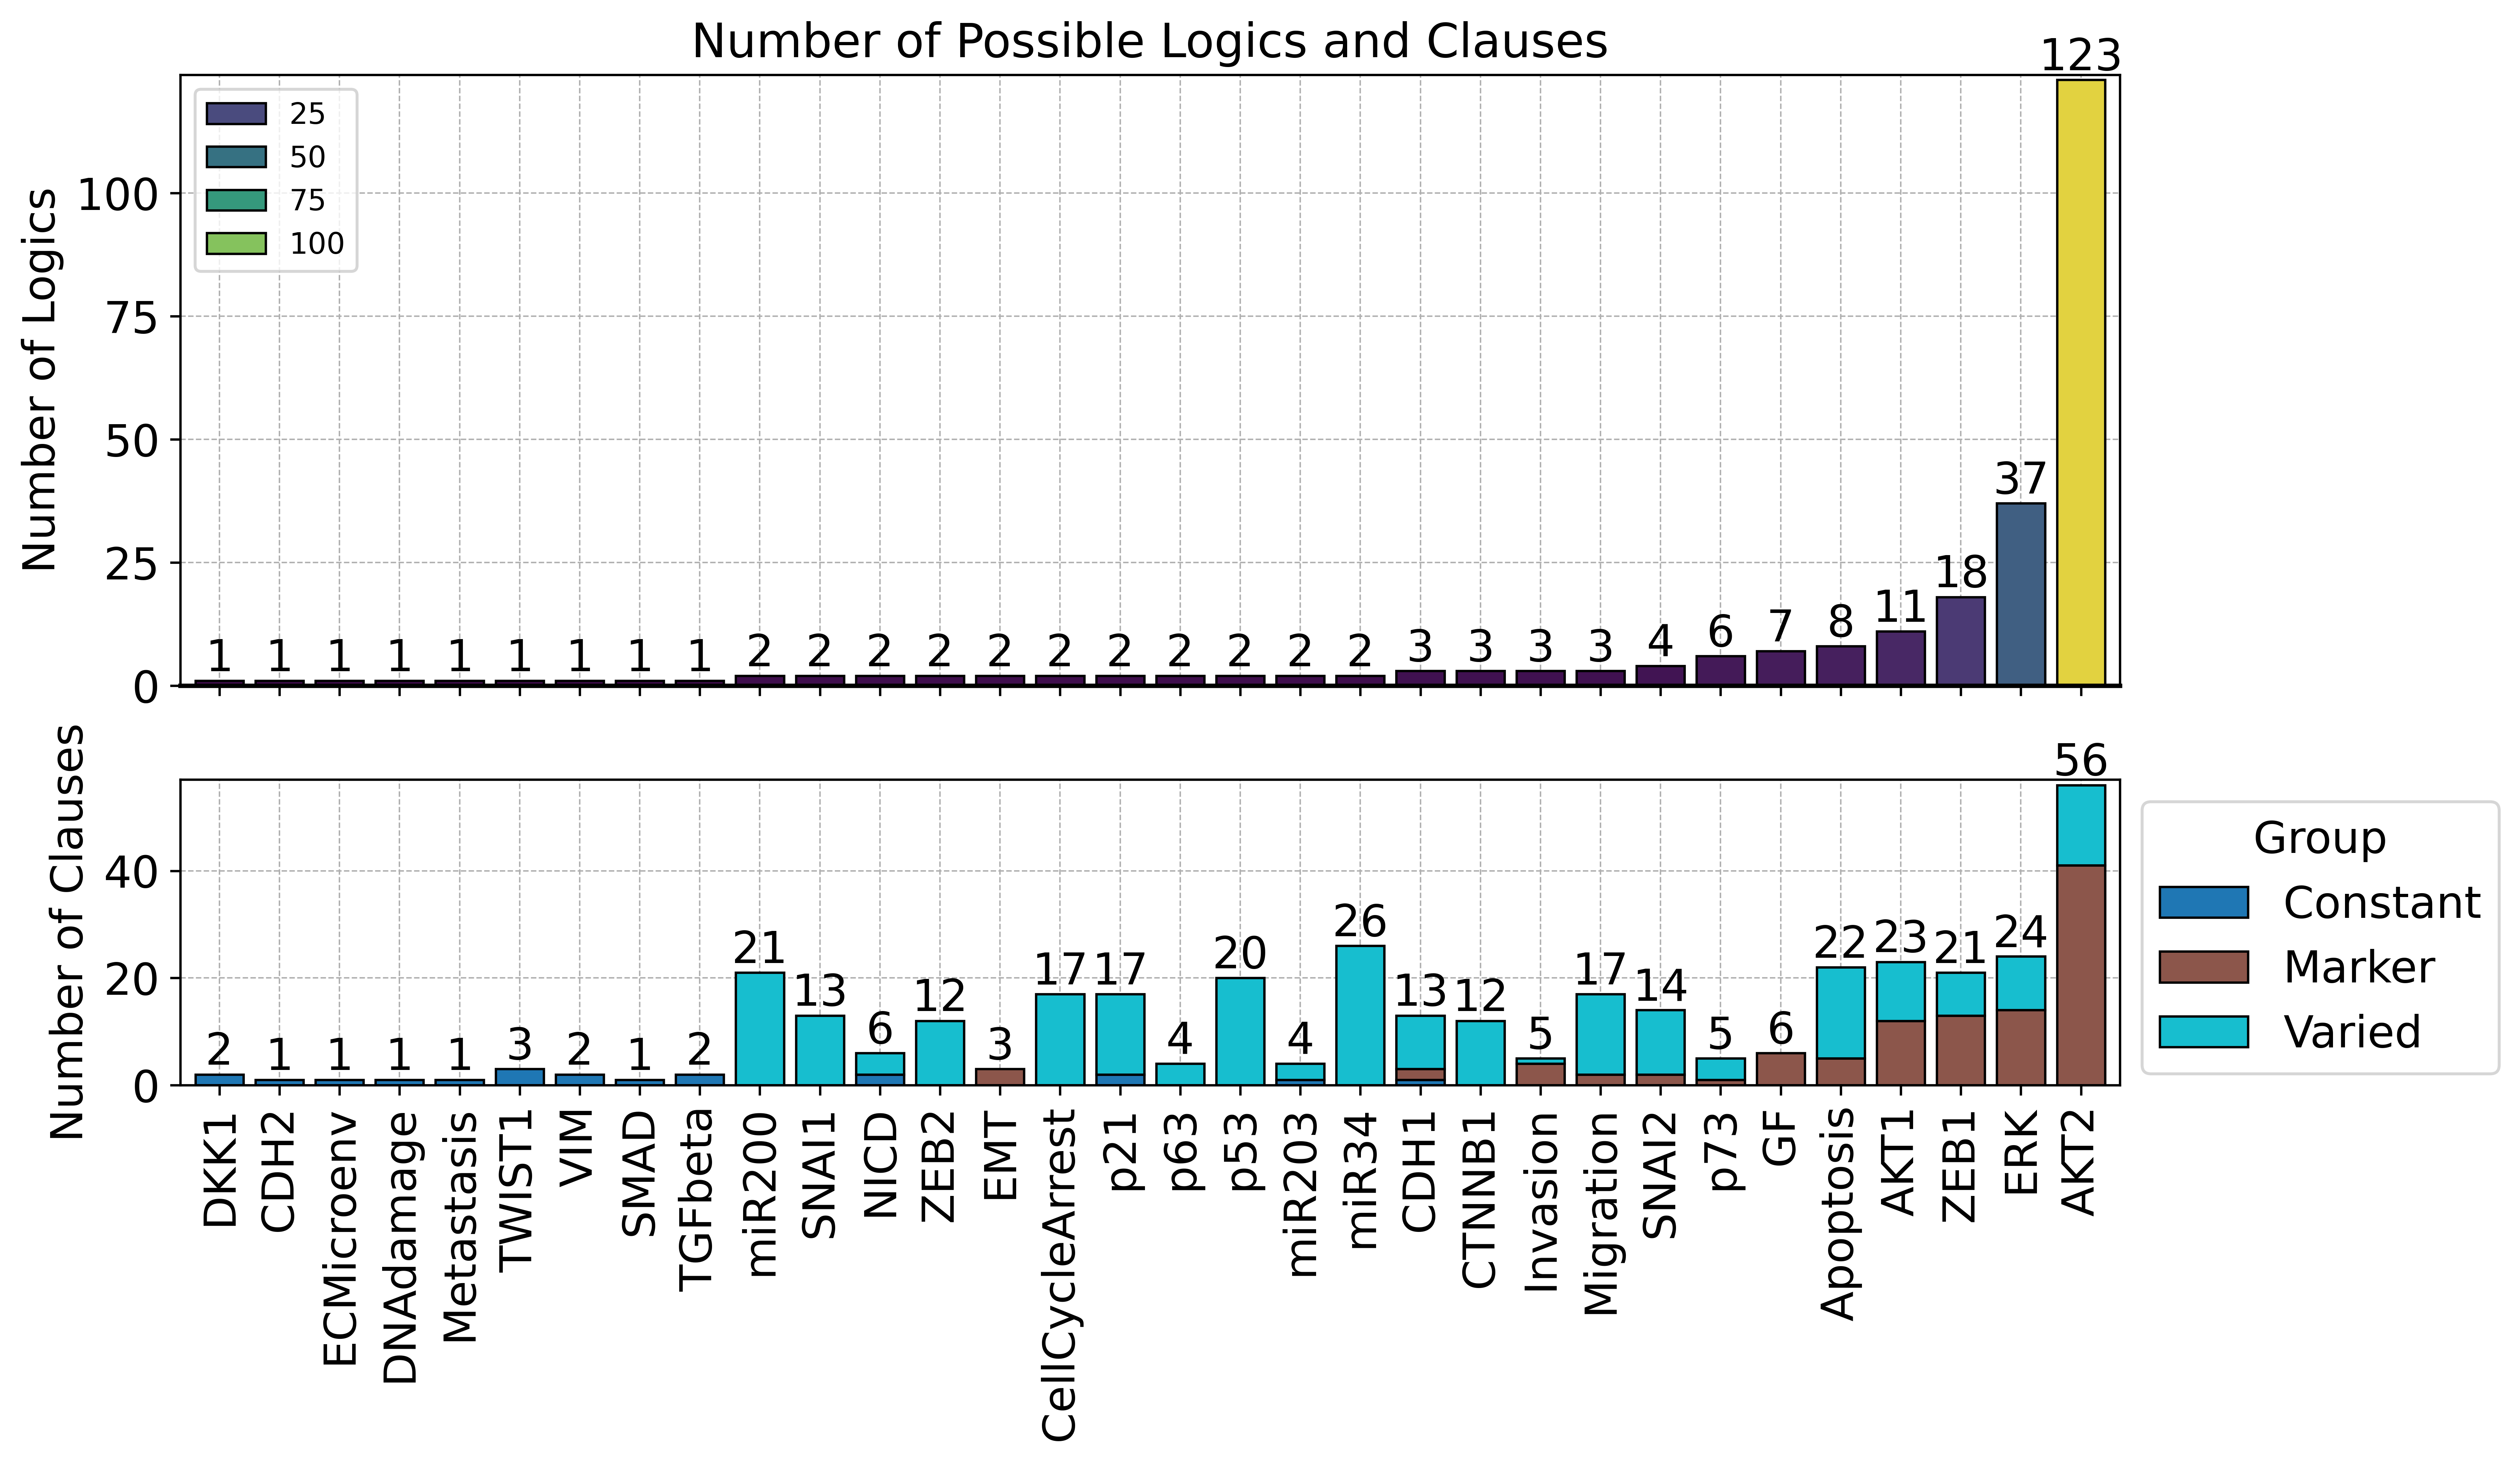 Number of Possible Logics and Clauses
Number of Logics
100
75
50
25
0
25
50
75
100
1 1 1 1 1 1 1 1 1 2 2 2 2 2 2 2 2 2 2 2 3 3 3 3 4 6 7 8 11 18 37 123
Number of Clauses
40
20
0
2 1 1 1 1 3 2 1 2 21 13 6 12 3 17 17 4 20 4 26 13 12 5 17 14 5 6 22 23 21 24 56
DKK1
CDH2
ECMicroenv
DNAdamage
Metastasis
TWIST1
VIM
SMAD
TGFbeta
miR200
SNAI1
NICD
ZEB2
EMT
CellCycleArrest
p21
p63
p53
miR203
miR34
CDH1
CTNNB1
Invasion
Migration
SNAI2
p73
GF
Apoptosis
AKT1
ZEB1
ERK
AKT2
Group
Constant
Marker
Varied